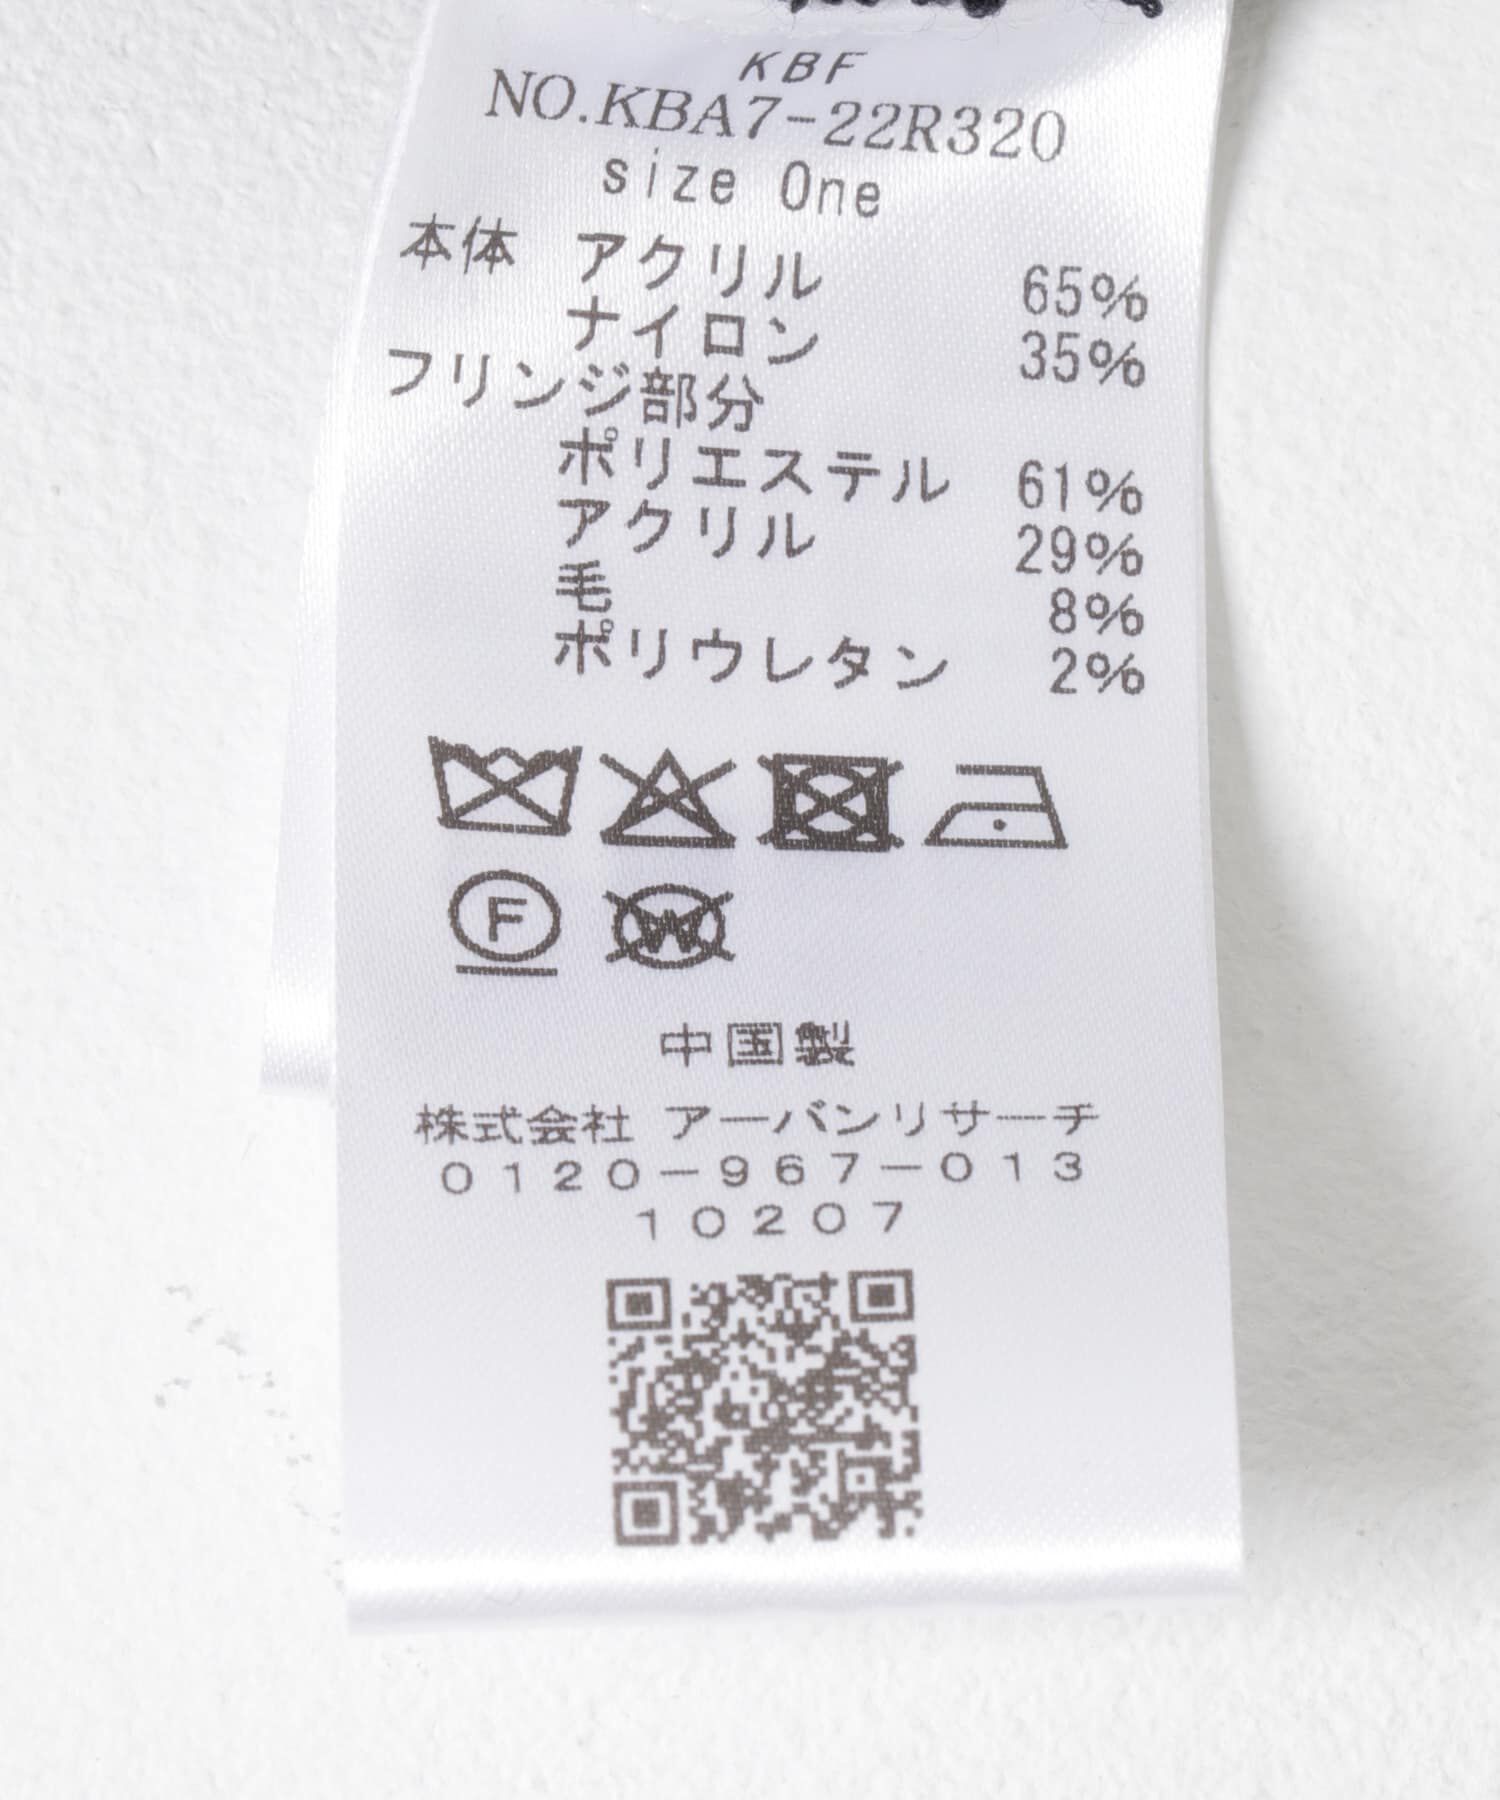 KBF
NO.KBA7-22R320
size One
本体 アクリル 65%
ナイロン 35%
フリンジ部分
ポリエステル 61%
アクリル 29%
毛 8%
ポリウレタン 2%
F
W
中国製
株式会社 アーバンリサーチ
0120-967-013
10207